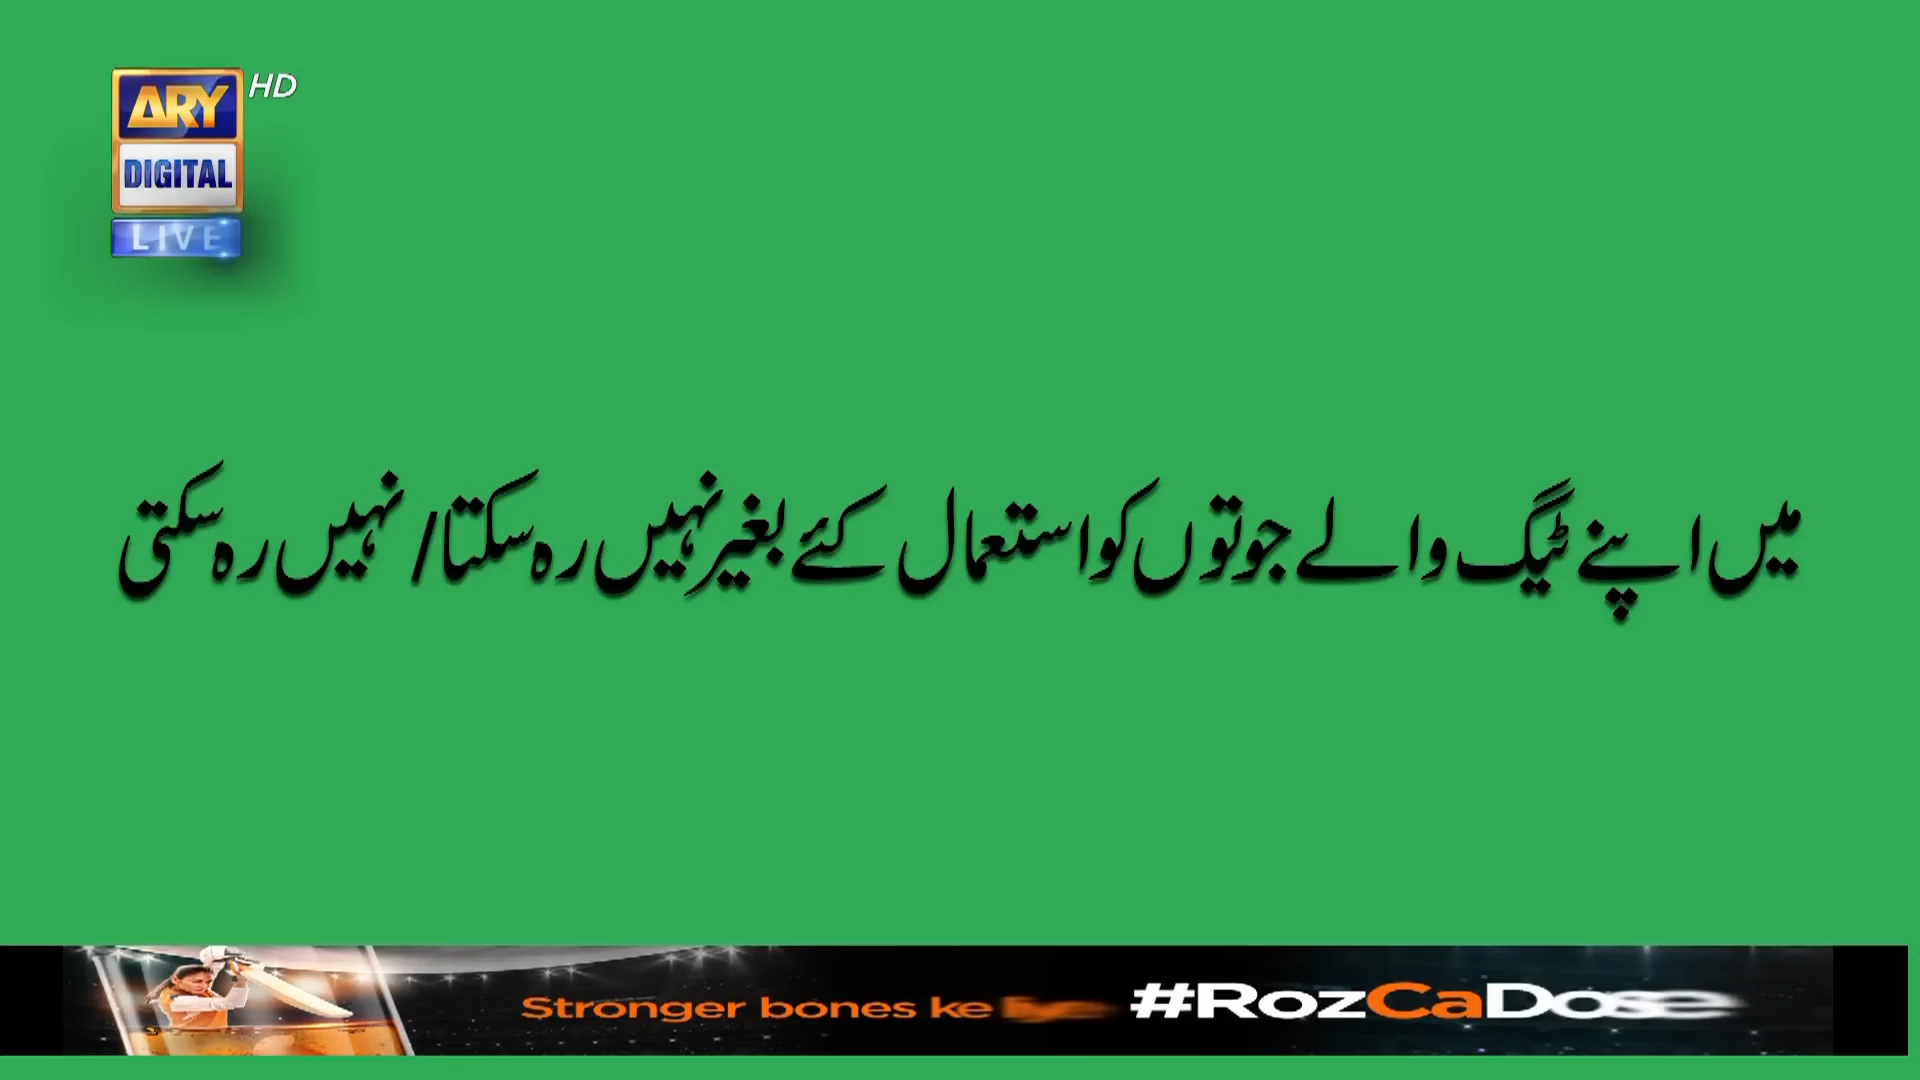 ARY HD
DIGITAL
LIVE
میں اپنے ٹیگ والے جوتوں کو استعمال کئے بغیر نہیں رہ سکتا/ نہیں رہ سکتی
Stronger bones ke #RozCaDose